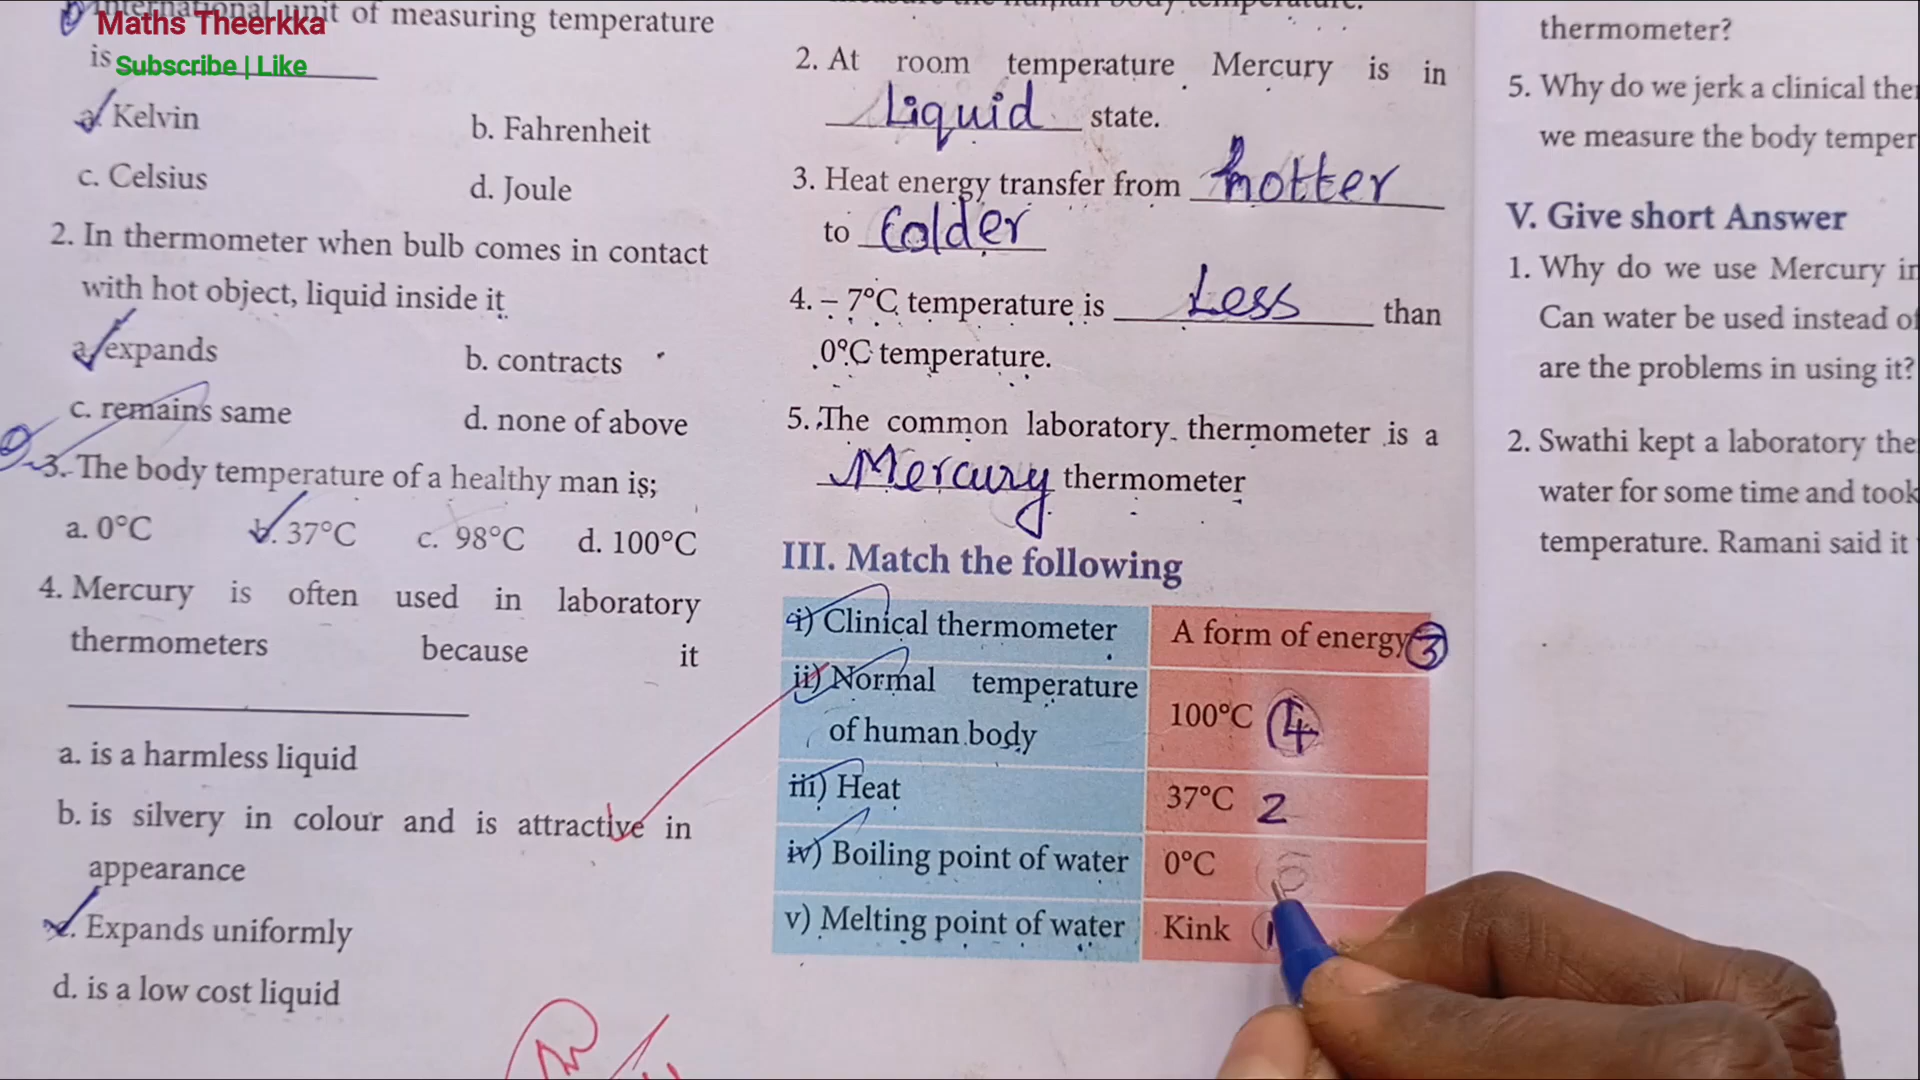 International unit of measuring temperature
Maths Theerkka
is
Subscribe | Like
a. Kelvin
b. Fahrenheit
c. Celsius
d. Joule
2. In thermometer when bulb comes in contact
with hot object, liquid inside it
a. expands
b. contracts
c. remains same
d. none of above
3. The body temperature of a healthy man is;
a. 0°C b. 37°C c. 98°C d. 100°C
4. Mercury is often used in laboratory
thermometers because it
a. is a harmless liquid
b. is silvery in colour and is attractive in
appearance
c. Expands uniformly
d. is a low cost liquid
2. At room temperature Mercury is in
Liquid state.
3. Heat energy transfer from hotter
to Colder
4. – 7°C temperature is Less than
0°C temperature.
5. The common laboratory thermometer is a
Mercury thermometer
III. Match the following
i) Clinical thermometer
A form of energy 3
ii) Normal temperature
of human body
100°C 4
iii) Heat
37°C 2
iv) Boiling point of water
0°C
v) Melting point of water
Kink
thermometer?
5. Why do we jerk a clinical
we measure the body
V. Give short Answer
1. Why do we use Mercury
Can water be used instead
are the problems in using it?
2. Swathi kept a laboratory
water for some time and took
temperature. Ramani said it